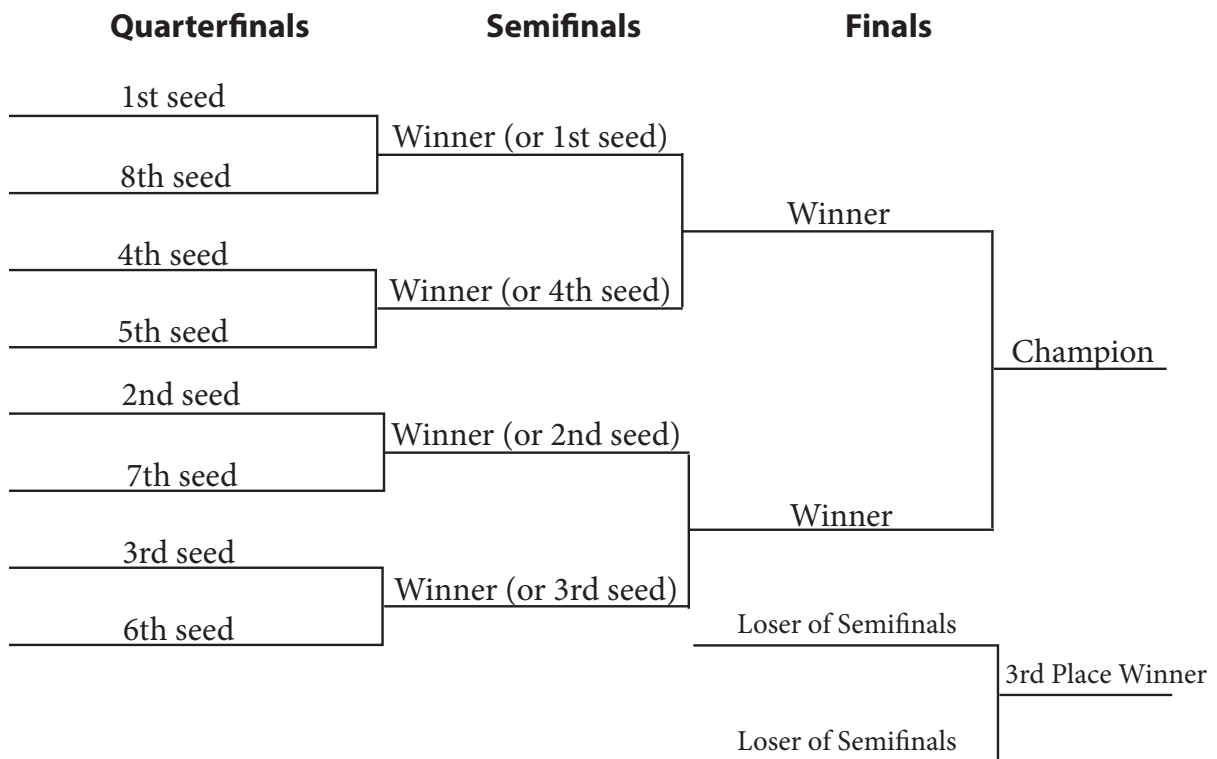 Quarterfinals Semifinals Finals
1st seed
Winner (or 1st seed)
8th seed
Winner
4th seed
Winner (or 4th seed)
5th seed
Champion
2nd seed
Winner (or 2nd seed)
7th seed
Winner
3rd seed
Winner (or 3rd seed)
6th seed
Loser of Semifinals
3rd Place Winner
Loser of Semifinals